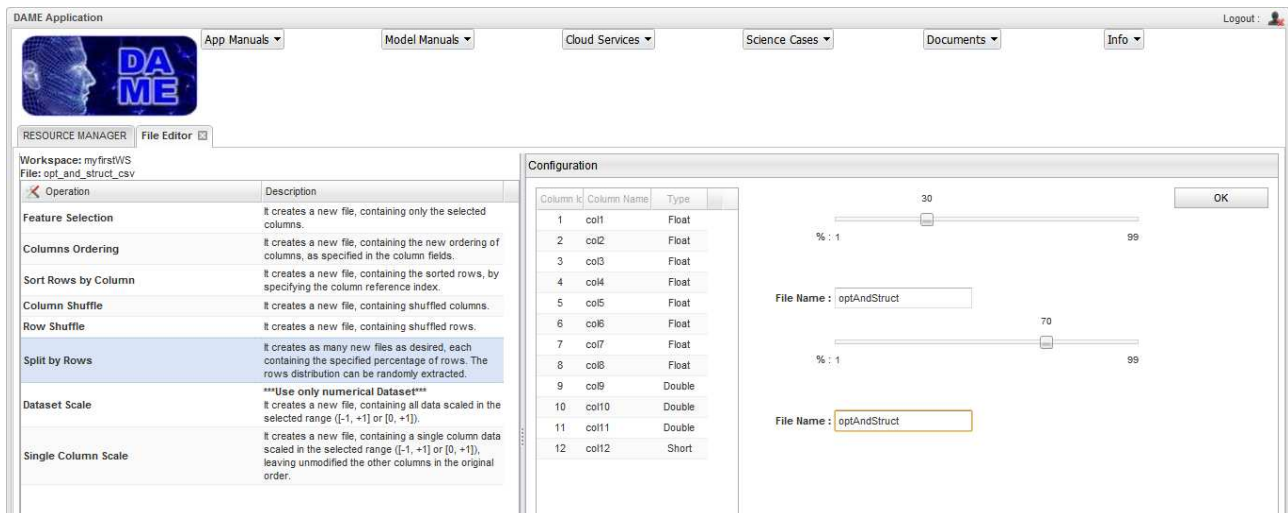 DAME Application
Logout :
App Manuals
Model Manuals
Cloud Services
Science Cases
Documents
Info
DA
ME
RESOURCE MANAGER
File Editor
Workspace: myfirstWS
File: opt_and_struct_csv
Operation Description
Feature Selection
It creates a new file, containing only the selected
columns.
Columns Ordering
It creates a new file, containing the new ordering of
columns, as specified in the column fields.
Sort Rows by Column
It creates a new file, containing the sorted rows, by
specifying the column reference index.
Column Shuffle
It creates a new file, containing shuffled columns.
Row Shuffle
It creates a new file, containing shuffled rows.
Split by Rows
It creates as many new files as desired, each
containing the specified percentage of rows. The
rows distribution can be randomly extracted.
Dataset Scale
***Use only numerical Dataset***
It creates a new file, containing all data scaled in the
selected range ([-1, +1] or [0, +1]).
Single Column Scale
It creates a new file, containing a single column data
scaled in the selected range ([-1, +1] or [0, +1]),
leaving unmodified the other columns in the original
order.
Configuration
Column Column Name Type
1 col1 Float
2 col2 Float
3 col3 Float
4 col4 Float
5 col5 Float
6 col6 Float
7 col7 Float
8 col8 Float
9 col9 Double
10 col10 Double
11 col11 Double
12 col12 Short
30
% : 1 99
File Name : optAndStruct
70
% : 1 99
File Name : optAndStruct
OK